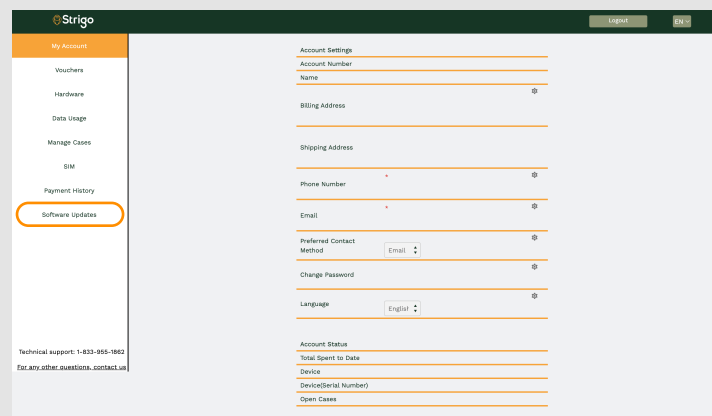 Strigo
Logout
EN
My Account
Vouchers
Hardware
Data Usage
Manage Cases
SIM
Payment History
Software Updates
Technical support: 1-833-955-1862
For any other questions, contact us
Account Settings
Account Number
Name
Billing Address
Shipping Address
*
Phone Number
*
Email
Preferred Contact
Method
Email
Change Password
Language
English
Account Status
Total Spent to Date
Device
Device(Serial Number)
Open Cases